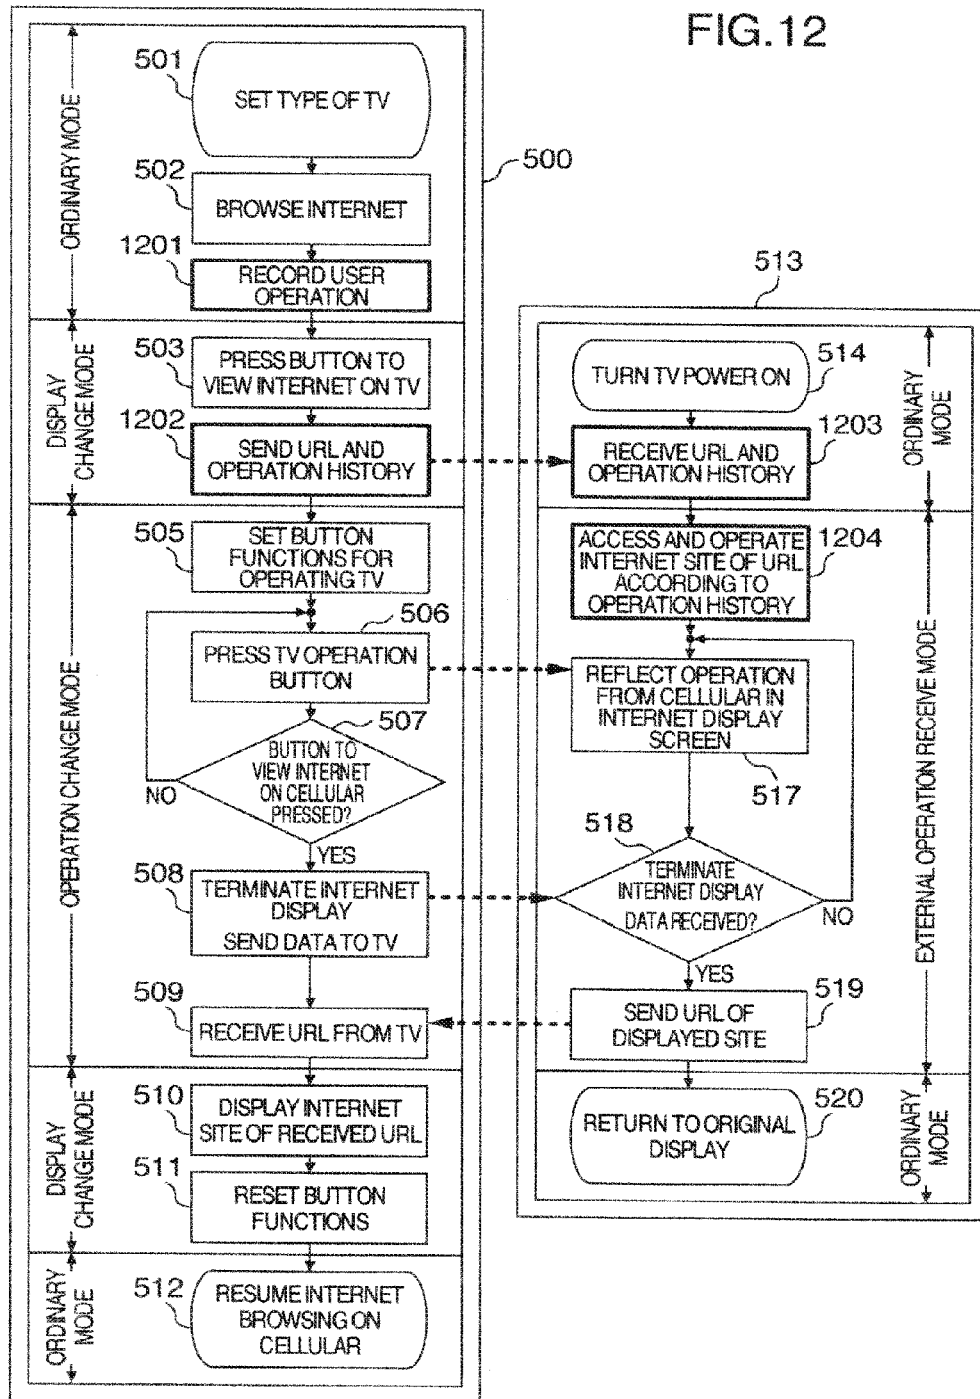 FIG.12
500
ORDINARY MODE
501
SET TYPE OF TV
502
BROWSE INTERNET
1201
RECORD USER
OPERATION
DISPLAY
CHANGE MODE
503
PRESS BUTTON TO
VIEW INTERNET ON TV
1202
SEND URL AND
OPERATION HISTORY
OPERATION CHANGE MODE
505
SET BUTTON
FUNCTIONS FOR
OPERATING TV
506
PRESS TV OPERATION
BUTTON
507
BUTTON TO
VIEW INTERNET
ON CELLULAR
PRESSED?
NO
YES
508
TERMINATE INTERNET
DISPLAY
SEND DATA TO TV
509
RECEIVE URL FROM TV
DISPLAY
CHANGE MODE
510
DISPLAY INTERNET
SITE OF RECEIVED URL
511
RESET BUTTON
FUNCTIONS
ORDINARY
MODE
512
RESUME INTERNET
BROWSING ON
CELLULAR
513
ORDINARY
MODE
514
TURN TV POWER ON
1203
RECEIVE URL AND
OPERATION HISTORY
EXTERNAL OPERATION RECEIVE MODE
1204
ACCESS AND OPERATE
INTERNET SITE OF URL
ACCORDING TO
OPERATION HISTORY
REFLECT OPERATION
FROM CELLULAR IN
INTERNET DISPLAY
SCREEN
517
518
TERMINATE
INTERNET DISPLAY
DATA RECEIVED?
NO
YES
519
SEND URL OF
DISPLAYED SITE
ORDINARY
MODE
520
RETURN TO ORIGINAL
DISPLAY